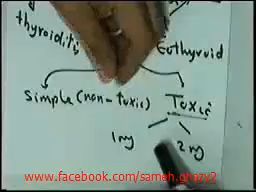 thyroiditis
Euthyroid
Simple (non-toxic) Toxic
1ry 2ry
www.facebook.com/sameh.ghazy2